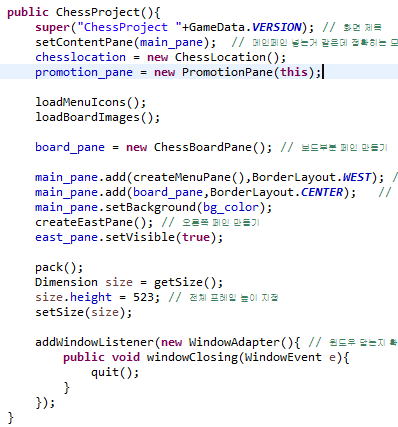 public ChessProject(){
super("ChessProject "+GameData.VERSION); // 화면 제목
setContentPane(main_pane); // 메인페인 넣는거 같은데 정확하는 모
chesslocation = new ChessLocation();
promotion_pane = new PromotionPane(this);
loadMenuIcons();
loadBoardImages();
board_pane = new ChessBoardPane(); // 보드부분 페인 만들기
main_pane.add(createMenuPane(),BorderLayout.WEST); /
main_pane.add(board_pane,BorderLayout.CENTER); //
main_pane.setBackground(bg_color);
createEastPane(); // 오른쪽 페인 만들기
east_pane.setVisible(true);
pack();
Dimension size = getSize();
size.height = 523; // 전체 프레임 높이 지정
setSize(size);
addWindowListener(new WindowAdapter(){ // 윈도우 닫는지 확
public void windowClosing(WindowEvent e){
quit();
}
});
}